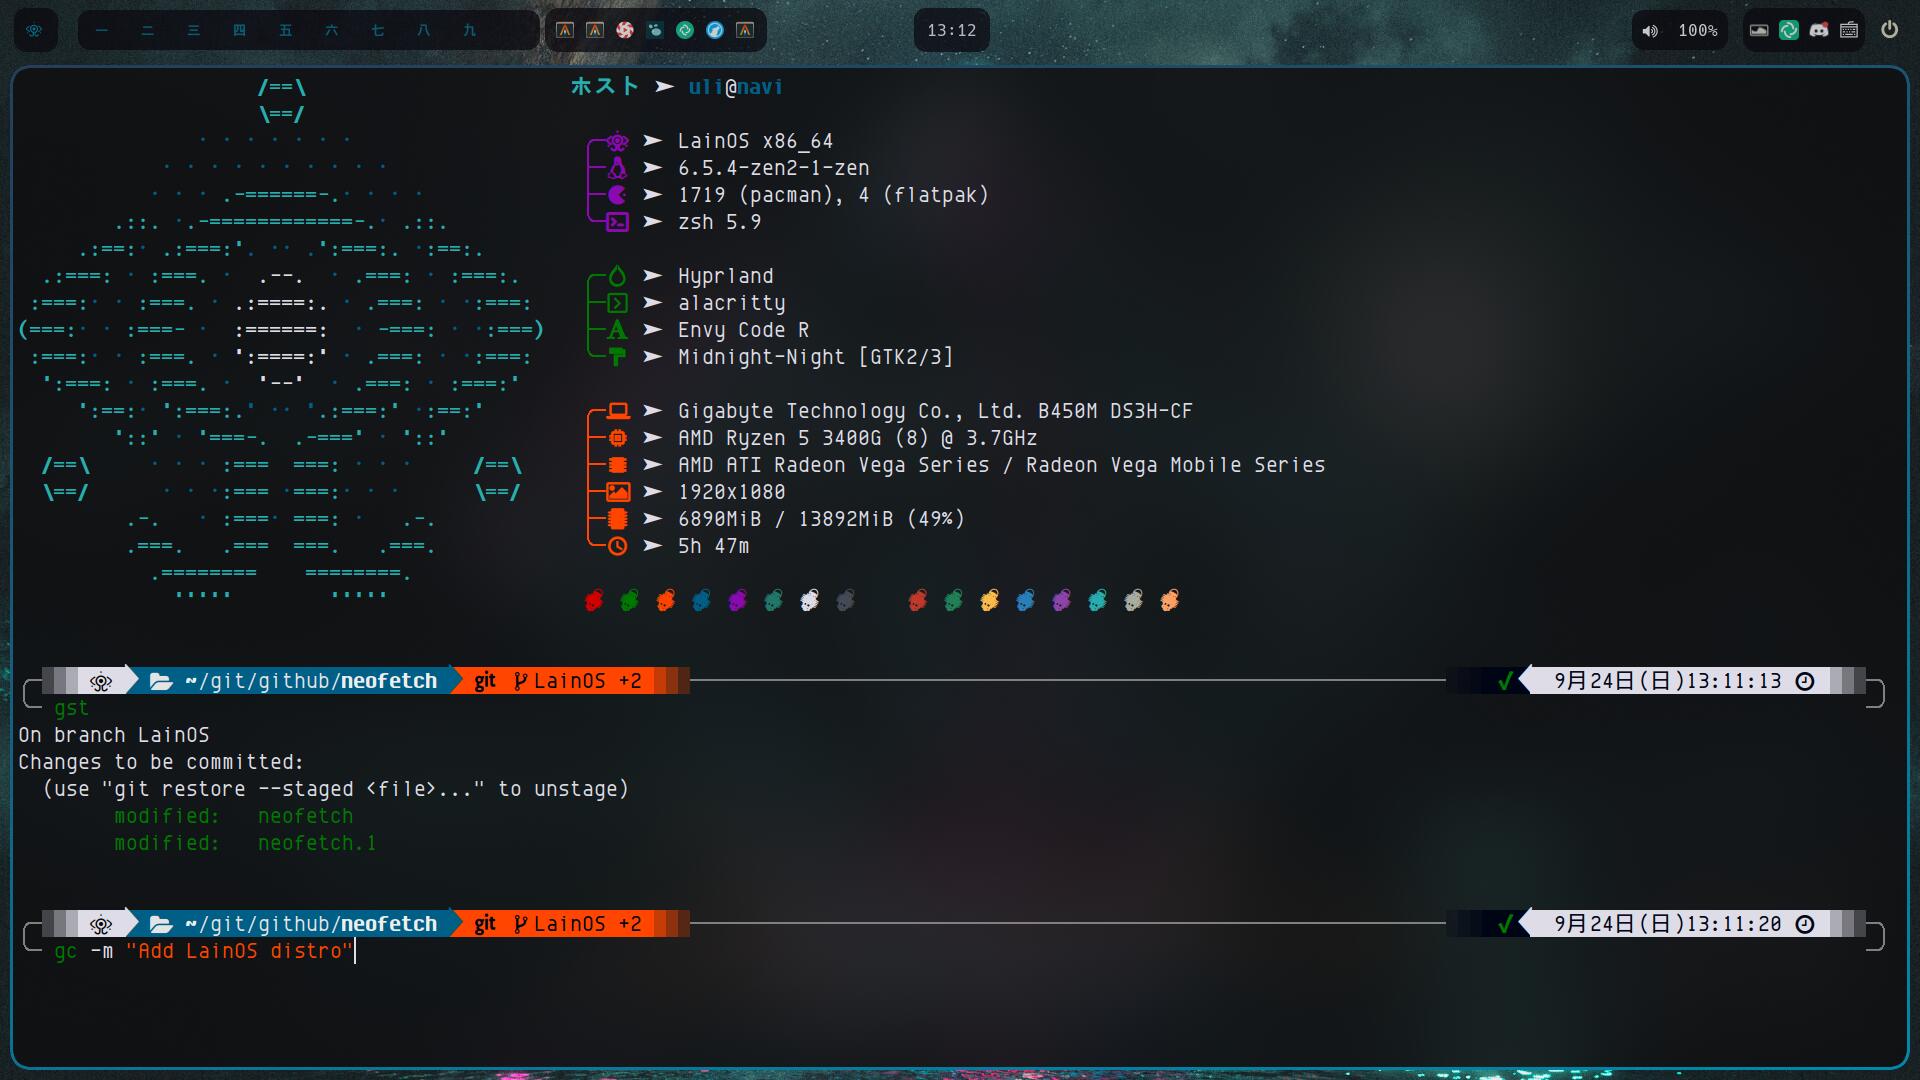 一 二 三 四 五 六 七 八 九
13:12
100%
ホスト ➤ uli@navi
➤ LainOS x86_64
➤ 6.5.4-zen2-1-zen
➤ 1719 (pacman), 4 (flatpak)
➤ zsh 5.9
➤ Hyprland
➤ alacritty
➤ Envy Code R
➤ Midnight-Night [GTK2/3]
➤ Gigabyte Technology Co., Ltd. B450M DS3H-CF
➤ AMD Ryzen 5 3400G (8) @ 3.7GHz
➤ AMD ATI Radeon Vega Series / Radeon Vega Mobile Series
➤ 1920x1080
➤ 6890MiB / 13892MiB (49%)
➤ 5h 47m
~/git/github/neofetch git LainOS +2 ✓ 9月24日(日)13:11:13
gst
On branch LainOS
Changes to be committed:
(use "git restore --staged <file>..." to unstage)
modified: neofetch
modified: neofetch.1
~/git/github/neofetch git LainOS +2 ✓ 9月24日(日)13:11:20
gc -m "Add LainOS distro"